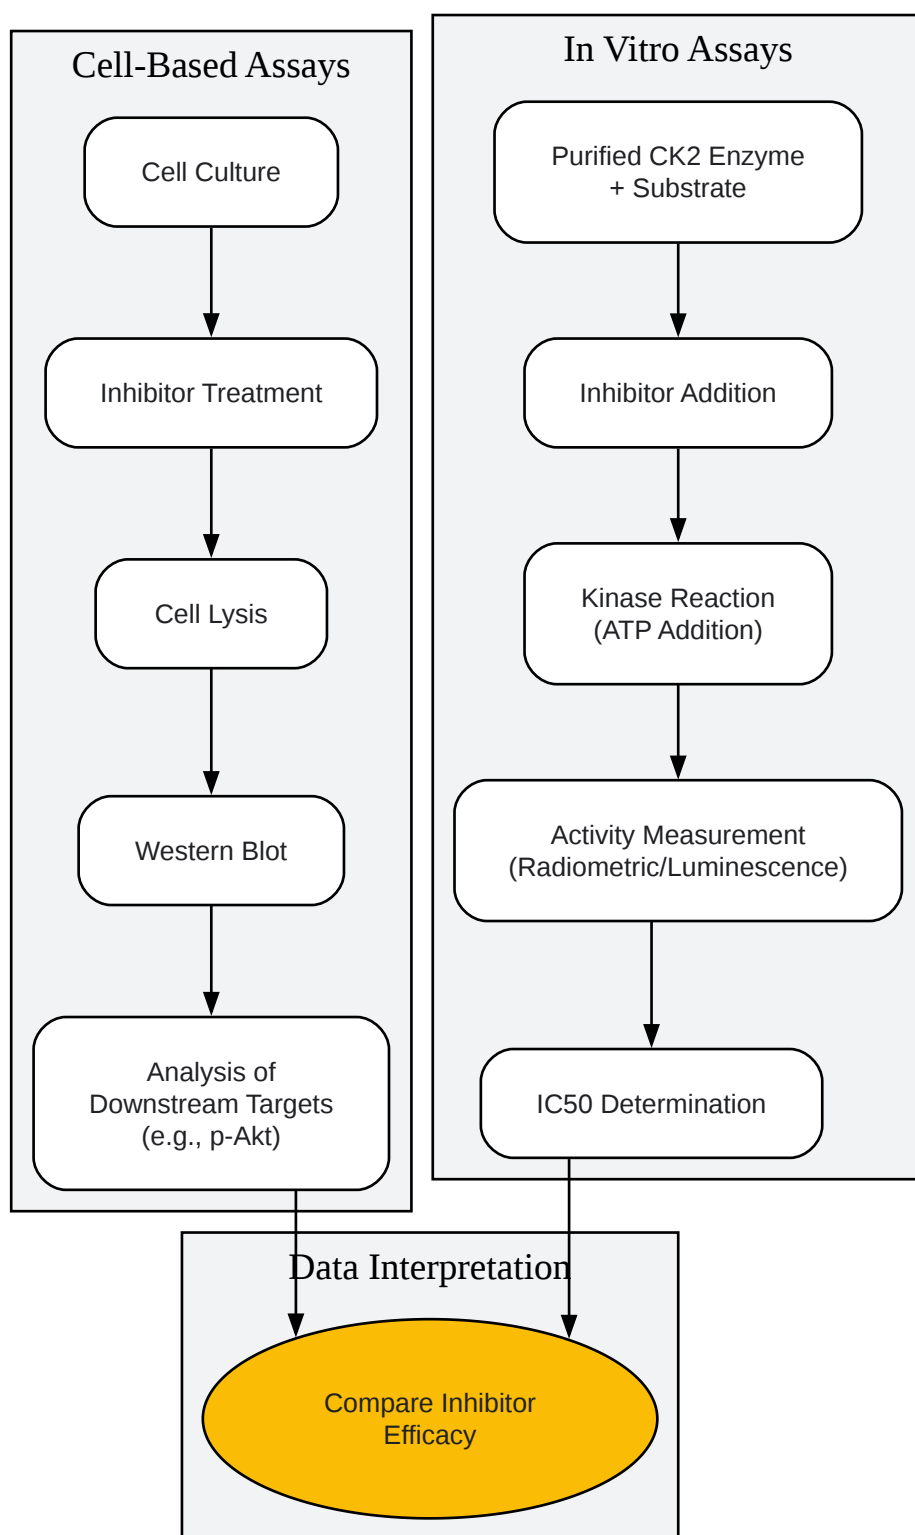 Cell-Based Assays
Cell Culture
Inhibitor Treatment
Cell Lysis
Western Blot
Analysis of
Downstream Targets
(e.g., p-Akt)
In Vitro Assays
Purified CK2 Enzyme
+ Substrate
Inhibitor Addition
Kinase Reaction
(ATP Addition)
Activity Measurement
(Radiometric/Luminescence)
IC50 Determination
Data Interpretation
Compare Inhibitor
Efficacy